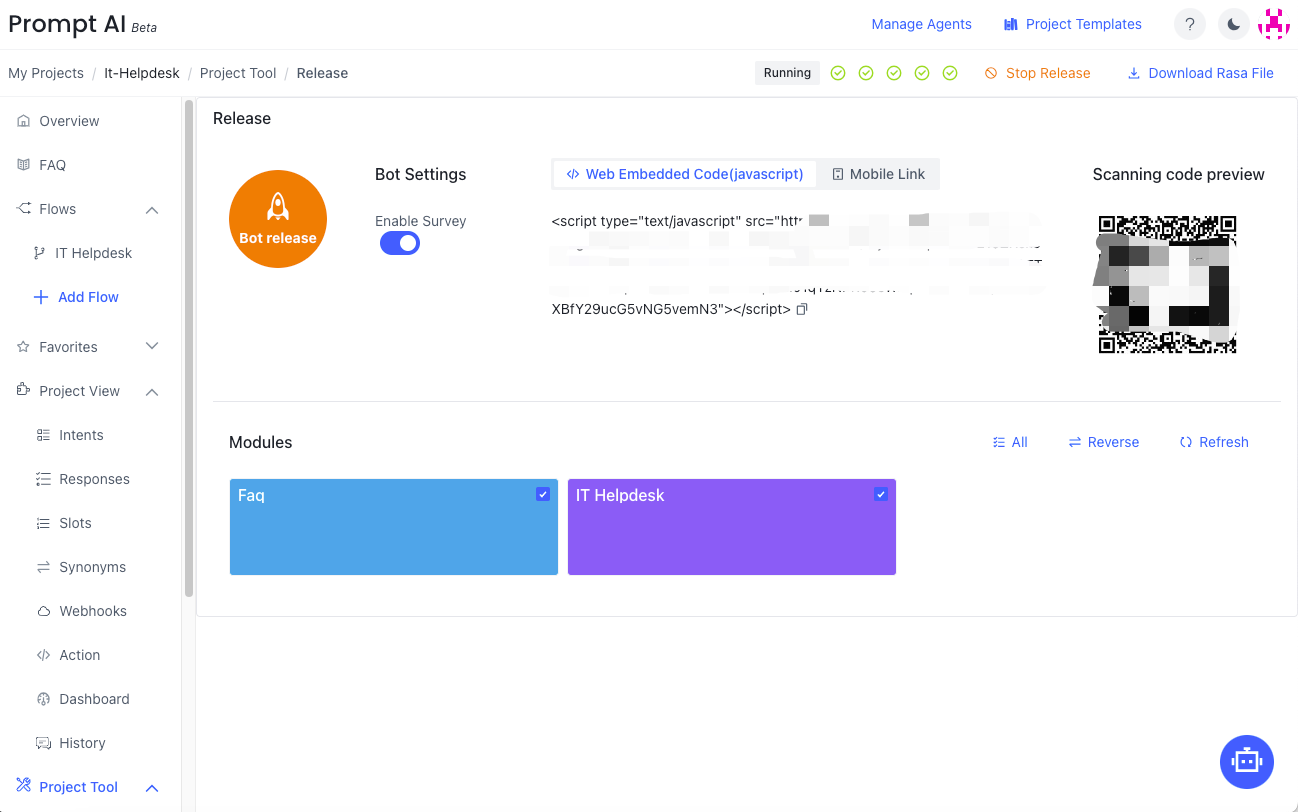 Prompt AI Beta
Manage Agents
Project Templates
?
My Projects / It-Helpdesk / Project Tool / Release
Running
Stop Release
Download Rasa File
Overview
FAQ
Flows
IT Helpdesk
Add Flow
Favorites
Project View
Intents
Responses
Slots
Synonyms
Webhooks
Action
Dashboard
History
Project Tool
Release
Bot release
Bot Settings
Enable Survey
</> Web Embedded Code(javascript)
Mobile Link
<script type="text/javascript" src="htt
XBfY29ucG5vNG5vemN3"></script>
Scanning code preview
Modules
All
Reverse
Refresh
Faq
IT Helpdesk